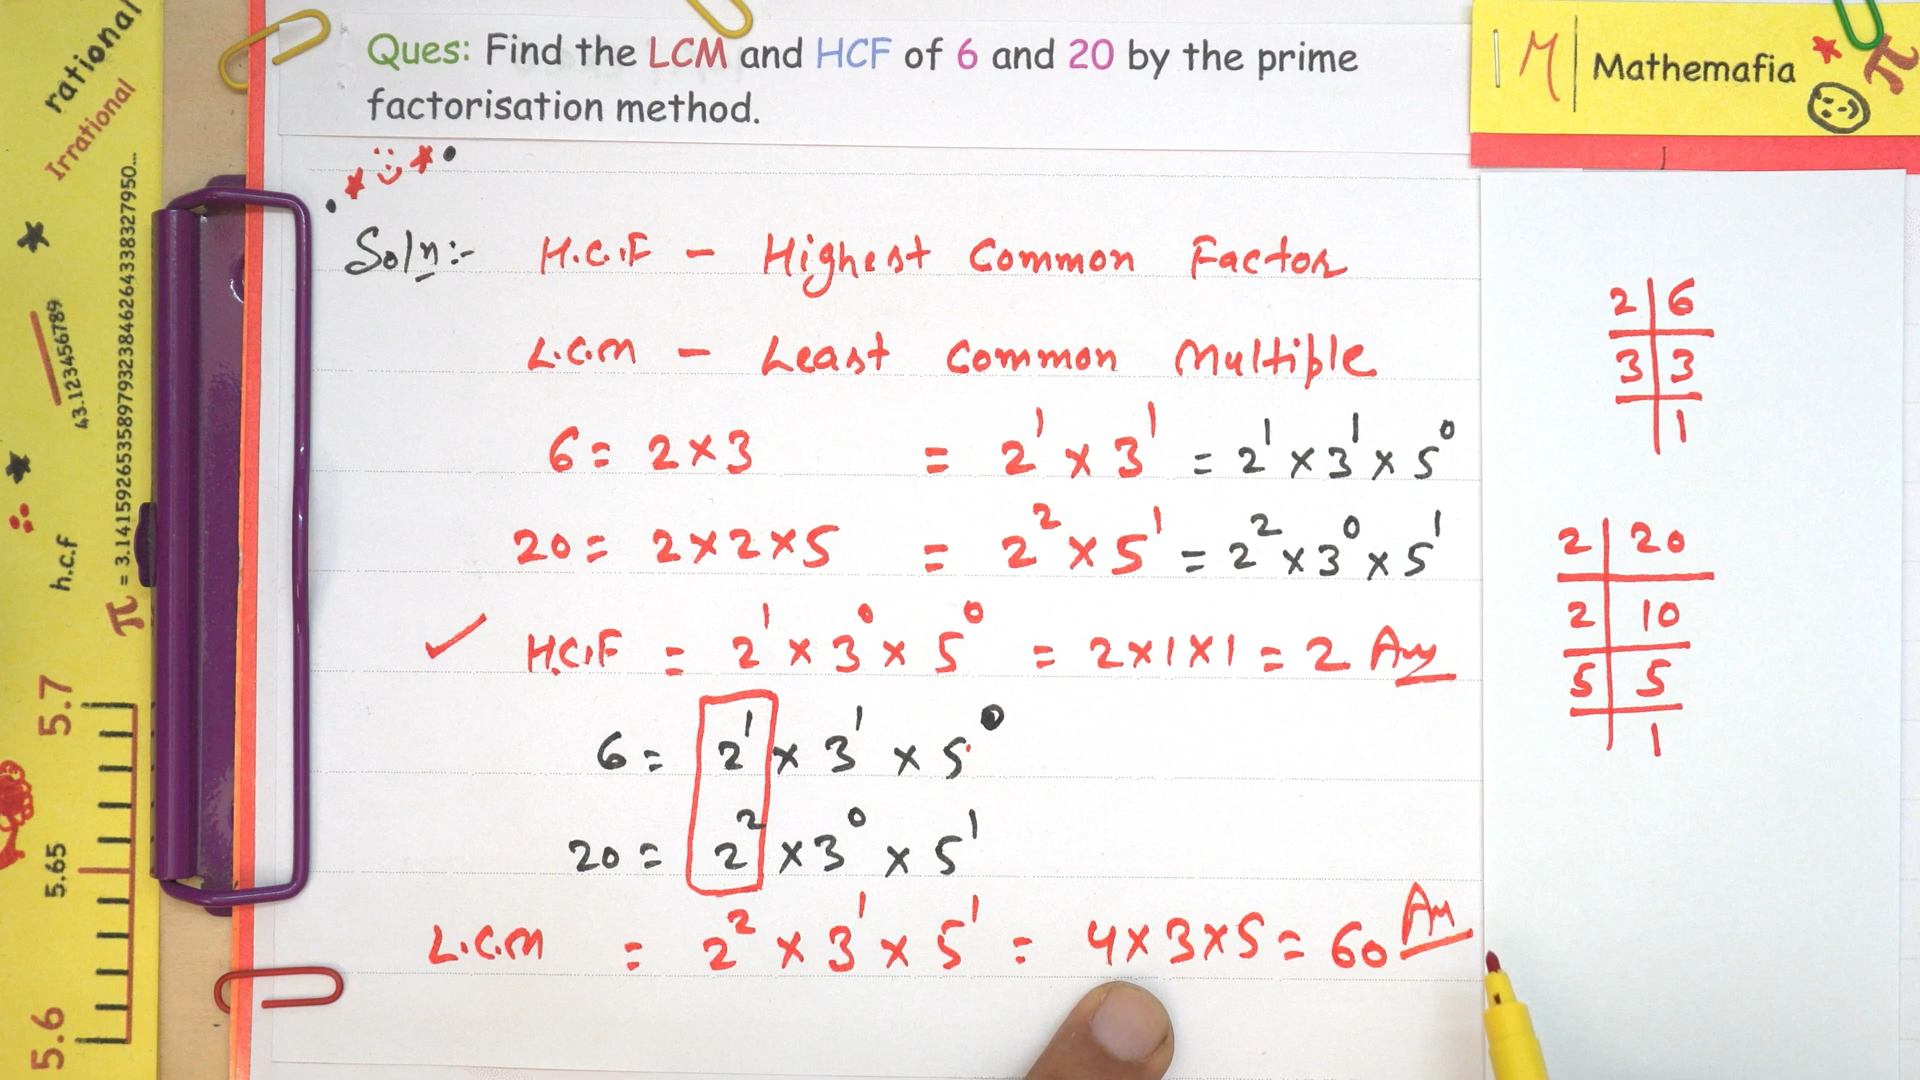 Ques: Find the LCM and HCF of 6 and 20 by the prime
factorisation method.
M | Mathemafia π
rational
Irrational
43.123456789
h.c.f
π = 3.14159265358979323846264338327950...
5.7
5.65
5.6
Soln:- H.C.F - Highest Common Factor
L.C.M - Least Common Multiple
6 = 2×3 = 2¹ × 3¹ = 2¹ × 3¹ × 5⁰
20 = 2×2×5 = 2² × 5¹ = 2² × 3⁰ × 5¹
✓ H.C.F = 2¹ × 3⁰ × 5⁰ = 2×1×1 = 2 Ans
6 = 2¹ × 3¹ × 5⁰
20 = 2² × 3⁰ × 5¹
L.C.M = 2² × 3¹ × 5¹ = 4×3×5 = 60 Ans
2 | 6
3 | 3
| 1
2 | 20
2 | 10
5 | 5
| 1